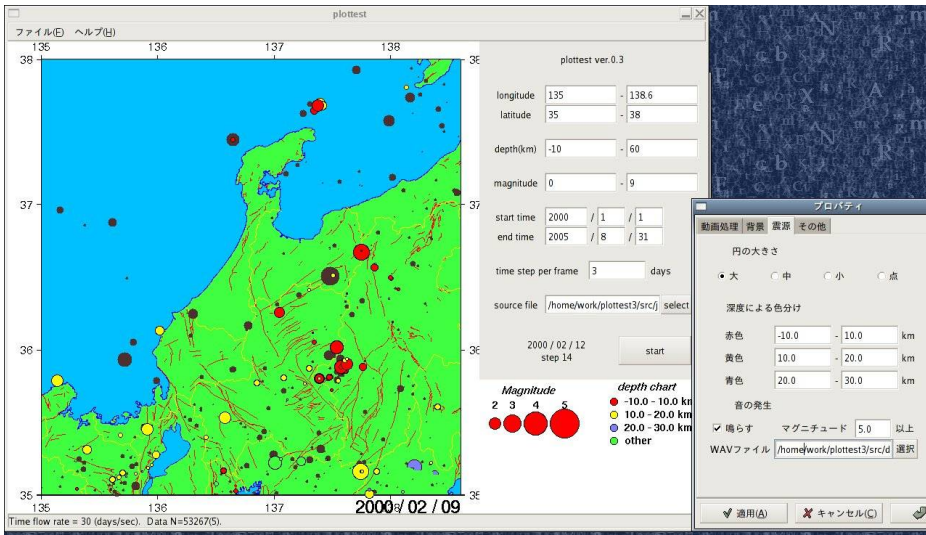 plottest
ファイル(F) ヘルプ(H)
135 136 137 138
38
37
36
35
38
37
36
35
135 136 137 138
2000 / 02 / 09
Time flow rate = 30 (days/sec). Data N=53267(5).
plottest ver.0.3
longitude 135 - 138.6
latitude 35 - 38
depth(km) -10 - 60
magnitude 0 - 9
start time 2000 / 1 / 1
end time 2005 / 8 / 31
time step per frame 3 days
source file /home/work/plottest3/src/j select
2000 / 02 / 12
step 14
start
Magnitude
2 3 4 5
depth chart
-10.0 - 10.0 km
10.0 - 20.0 km
20.0 - 30.0 km
other
プロパティ
動画処理 背景 震源 その他
円の大きさ
大 中 小 点
深度による色分け
赤色 -10.0 - 10.0 km
黄色 10.0 - 20.0 km
青色 20.0 - 30.0 km
音の発生
鳴らす マグニチュード 5.0 以上
WAVファイル /home/work/plottest3/src/d 選択
適用(A) キャンセル(C)